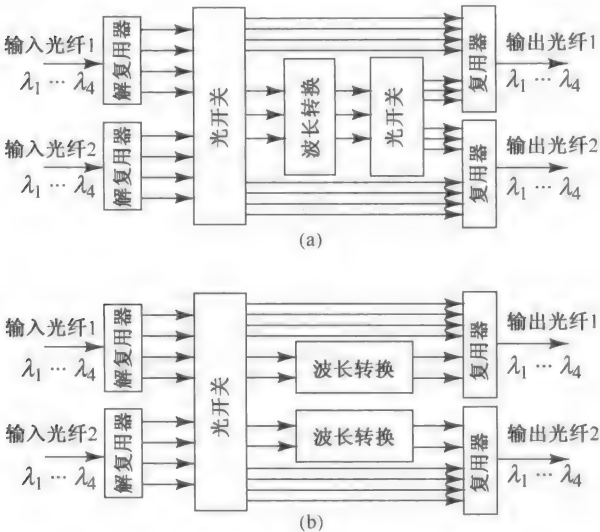 输入光纤1
λ1 ··· λ4
解复用器
输入光纤2
λ1 ··· λ4
解复用器
光开关
波长转换
光开关
复用器
输出光纤1
λ1 ··· λ4
复用器
输出光纤2
λ1 ··· λ4
(a)
输入光纤1
λ1 ··· λ4
解复用器
输入光纤2
λ1 ··· λ4
解复用器
光开关
波长转换
波长转换
复用器
输出光纤1
λ1 ··· λ4
复用器
输出光纤2
λ1 ··· λ4
(b)